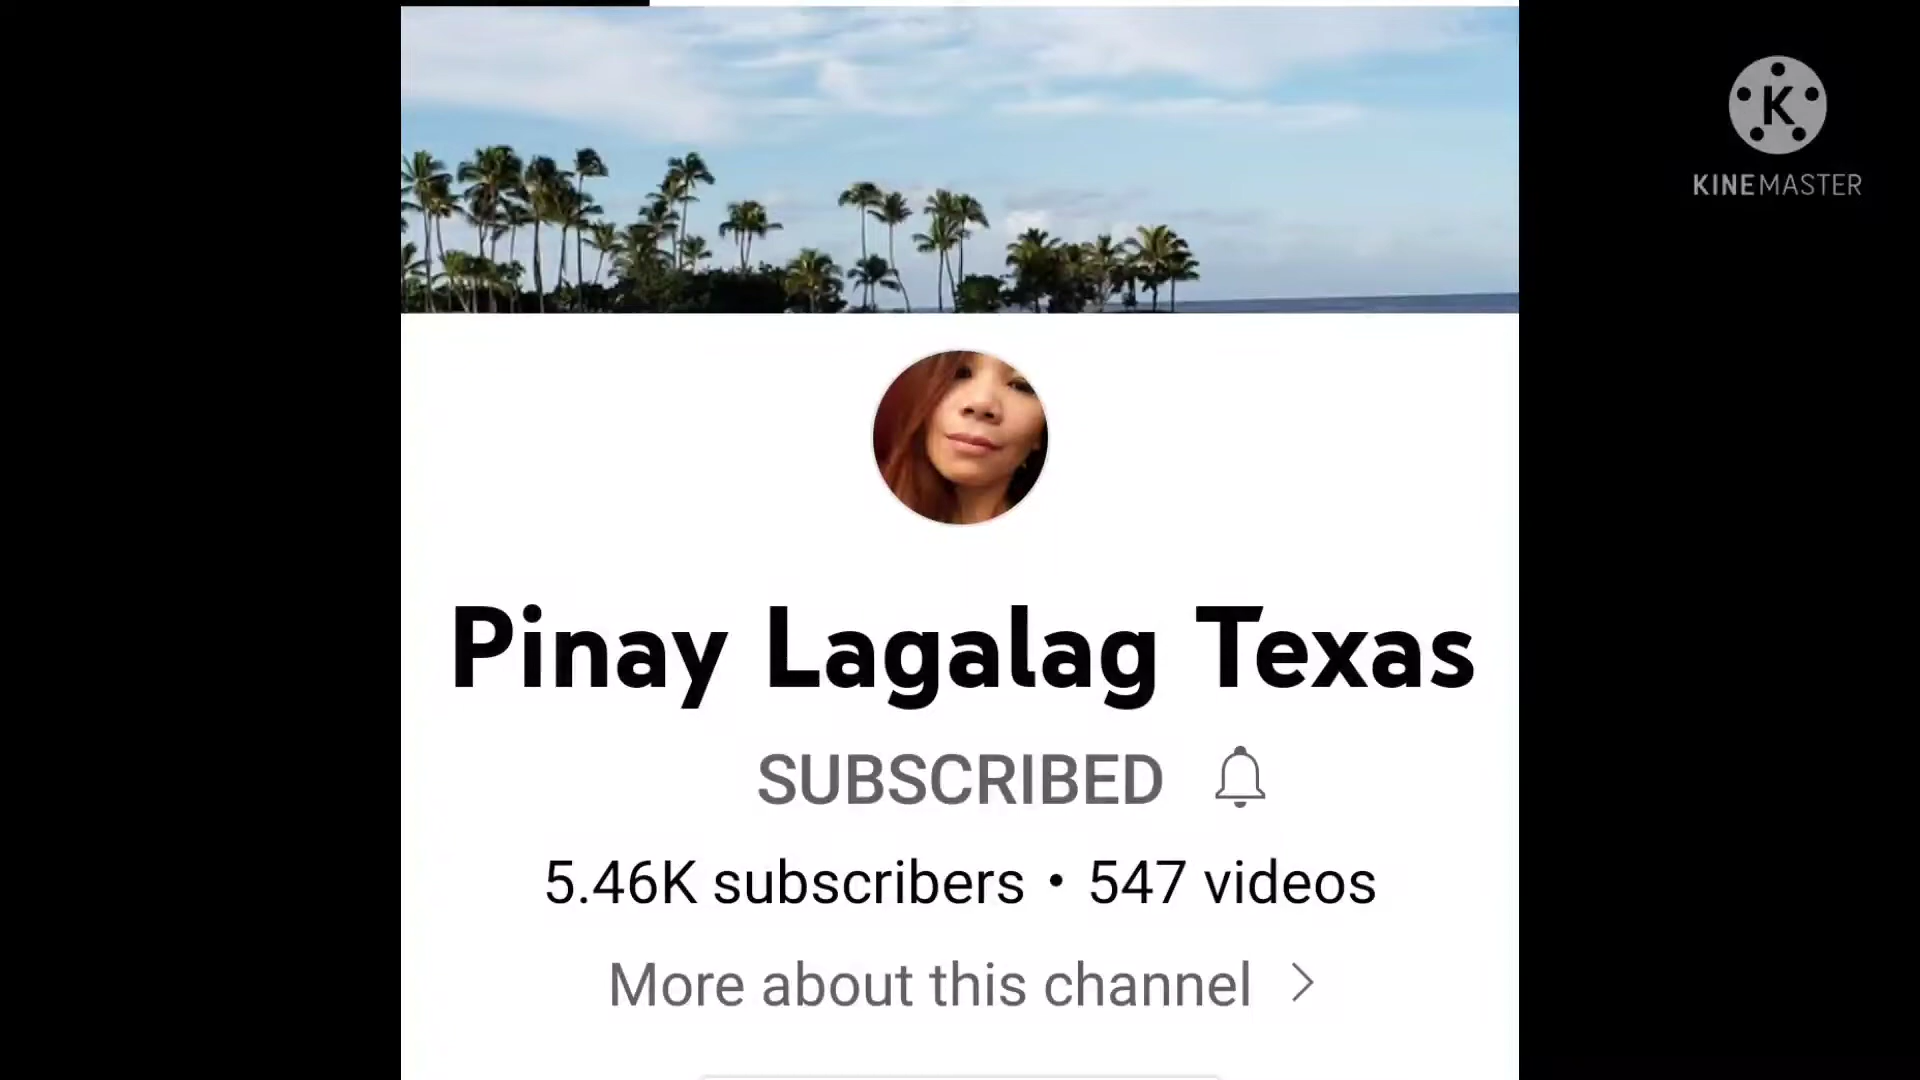 K
KINEMASTER
Pinay Lagalag Texas
SUBSCRIBED
5.46K subscribers • 547 videos
More about this channel >